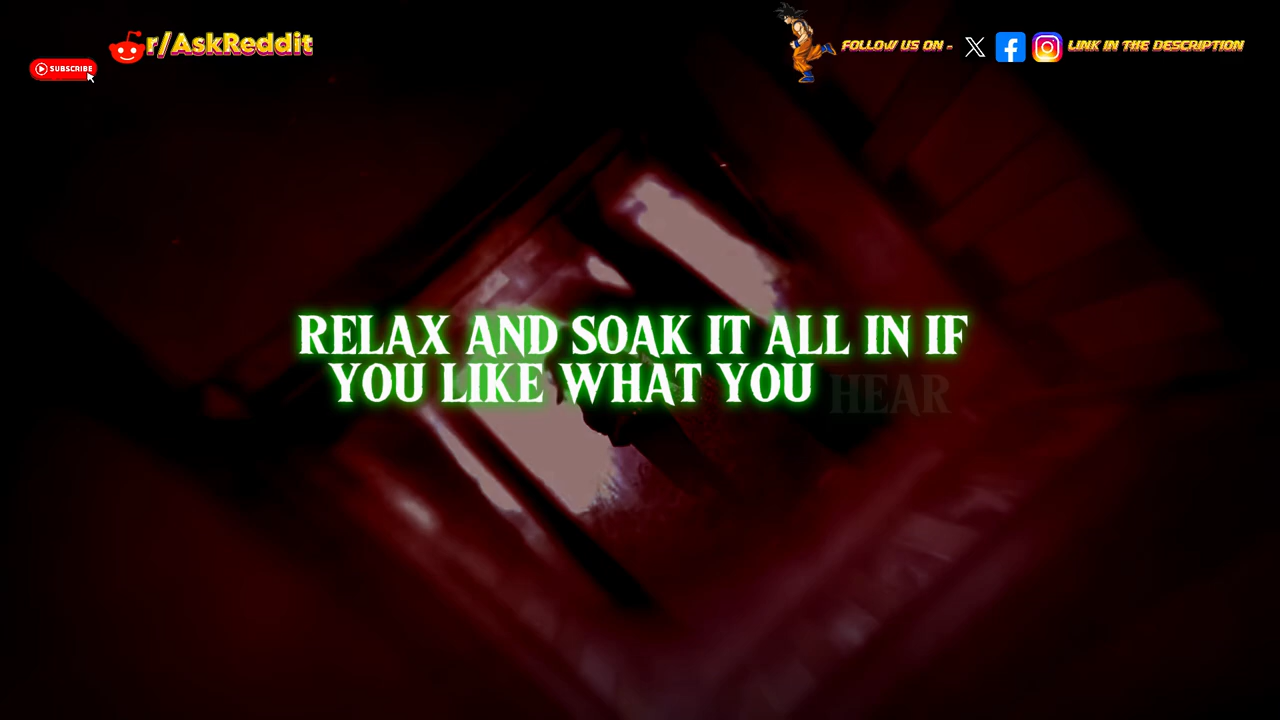 r/AskReddit
SUBSCRIBE
FOLLOW US ON -
LINK IN THE DESCRIPTION
RELAX AND SOAK IT ALL IN IF
YOU LIKE WHAT YOU HEAR